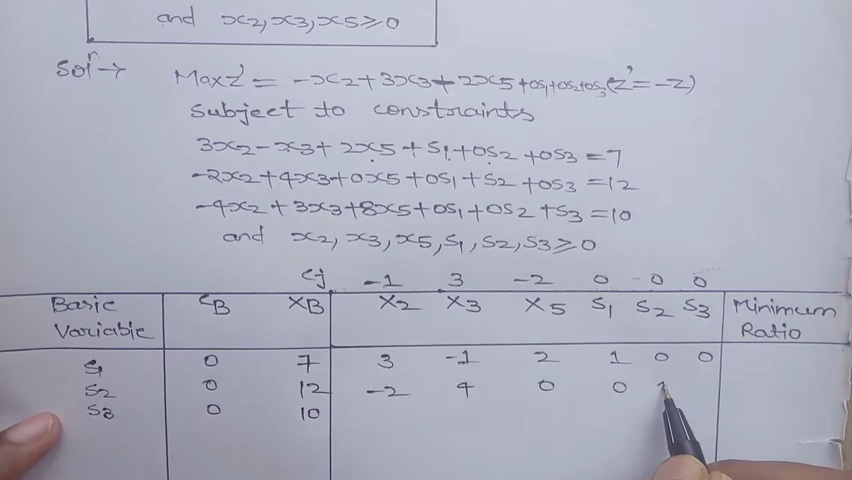 and x2, x3, x5 ≥ 0
Solⁿ → Max z' = -x2 + 3x3 - 2x5 + 0s1 + 0s2 + 0s3 (z' = -z)
Subject to constraints
3x2 - x3 + 2x5 + s1 + 0s2 + 0s3 = 7
-2x2 + 4x3 + 0x5 + 0s1 + s2 + 0s3 = 12
-4x2 + 3x3 + 8x5 + 0s1 + 0s2 + s3 = 10
and x2, x3, x5, s1, s2, s3 ≥ 0
Cj -1 3 -2 0 0 0
Basic Variable CB XB X2 X3 X5 S1 S2 S3 Minimum Ratio
S1 0 7 3 -1 2 1 0 0
S2 0 12 -2 4 0 0
S3 0 10